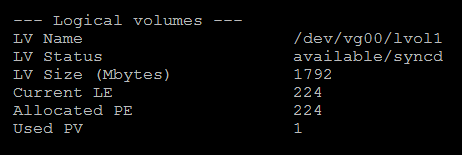 --- Logical volumes ---
LV Name                     /dev/vg00/lvol1
LV Status                   available/syncd
LV Size (Mbytes)            1792
Current LE                  224
Allocated PE                224
Used PV                     1